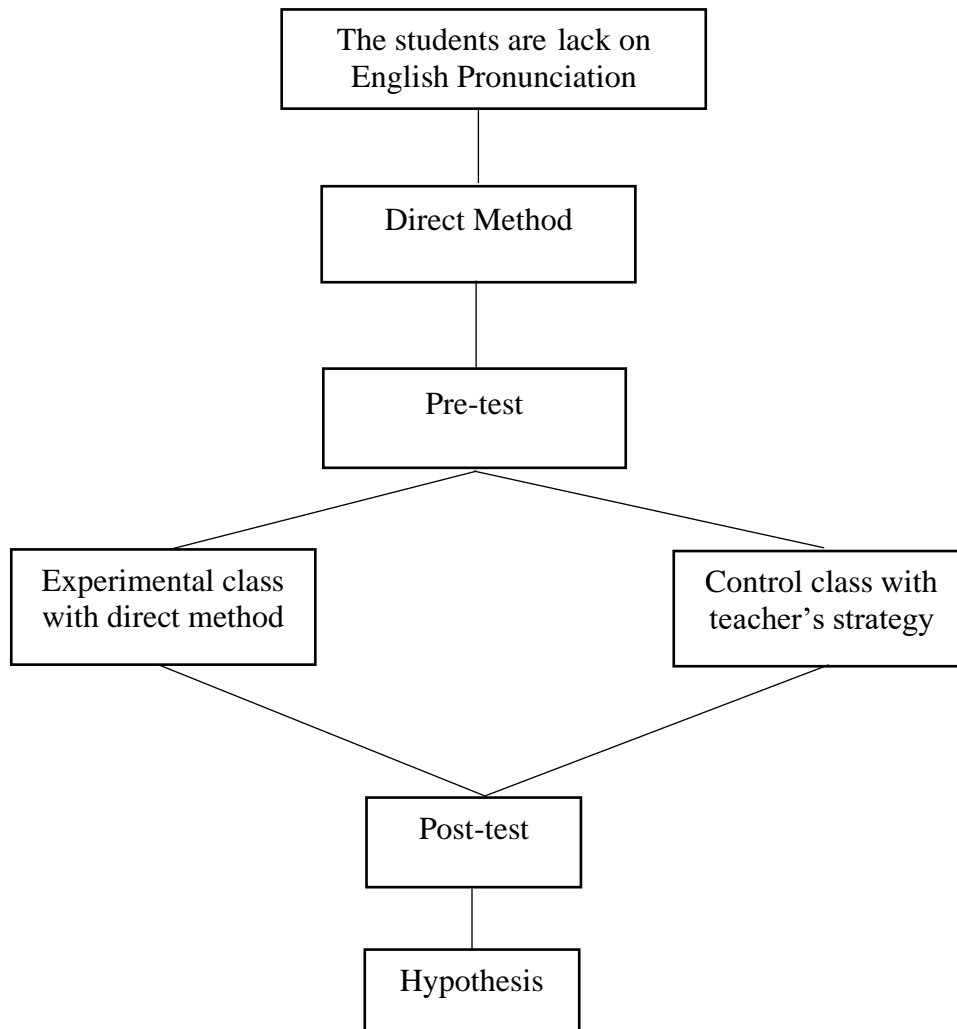 The students are lack on
English Pronunciation
Direct Method
Pre-test
Experimental class
with direct method
Control class with
teacher’s strategy
Post-test
Hypothesis